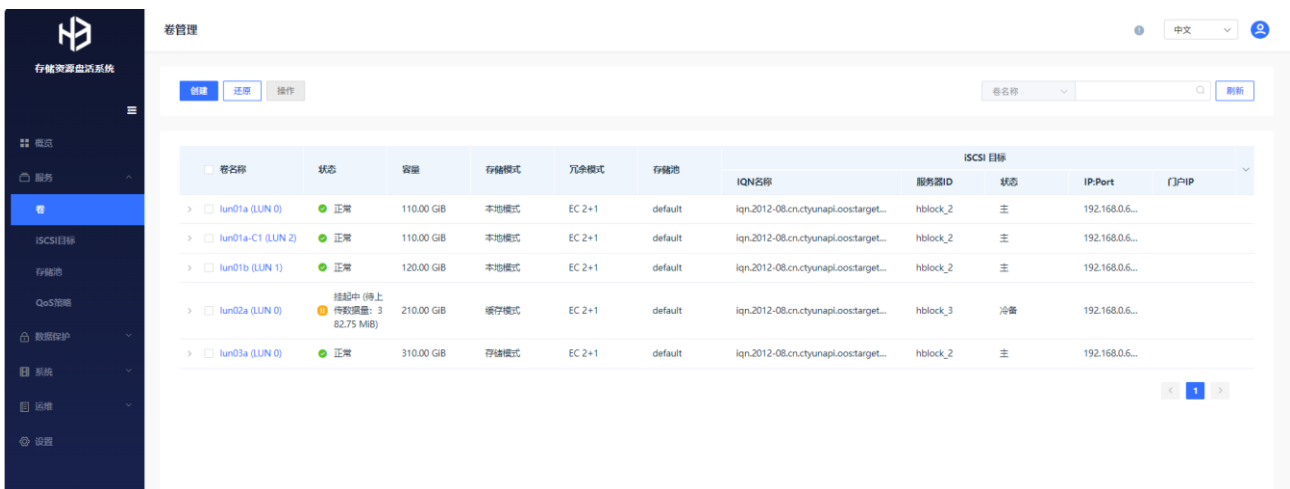 卷管理
中文
存储资源盘活系统
创建 还原 操作 卷名称 刷新
概览
服务
卷
iSCSI目标
存储池
QoS策略
数据保护
系统
运维
设置
卷名称 状态 容量 存储模式 冗余模式 存储池 iSCSI 目标
IQN名称 服务器ID 状态 IP:Port 门户IP
lun01a (LUN 0) 正常 110.00 GiB 本地模式 EC 2+1 default iqn.2012-08.cn.ctyunapi.oos:target... hblock_2 主 192.168.0.6...
lun01a-C1 (LUN 2) 正常 110.00 GiB 本地模式 EC 2+1 default iqn.2012-08.cn.ctyunapi.oos:target... hblock_2 主 192.168.0.6...
lun01b (LUN 1) 正常 120.00 GiB 本地模式 EC 2+1 default iqn.2012-08.cn.ctyunapi.oos:target... hblock_2 主 192.168.0.6...
挂起中 (待上
lun02a (LUN 0) 传数据量：3 210.00 GiB 缓存模式 EC 2+1 default iqn.2012-08.cn.ctyunapi.oos:target... hblock_3 冷备 192.168.0.6...
82.75 MiB)
lun03a (LUN 0) 正常 310.00 GiB 存储模式 EC 2+1 default iqn.2012-08.cn.ctyunapi.oos:target... hblock_2 主 192.168.0.6...
1